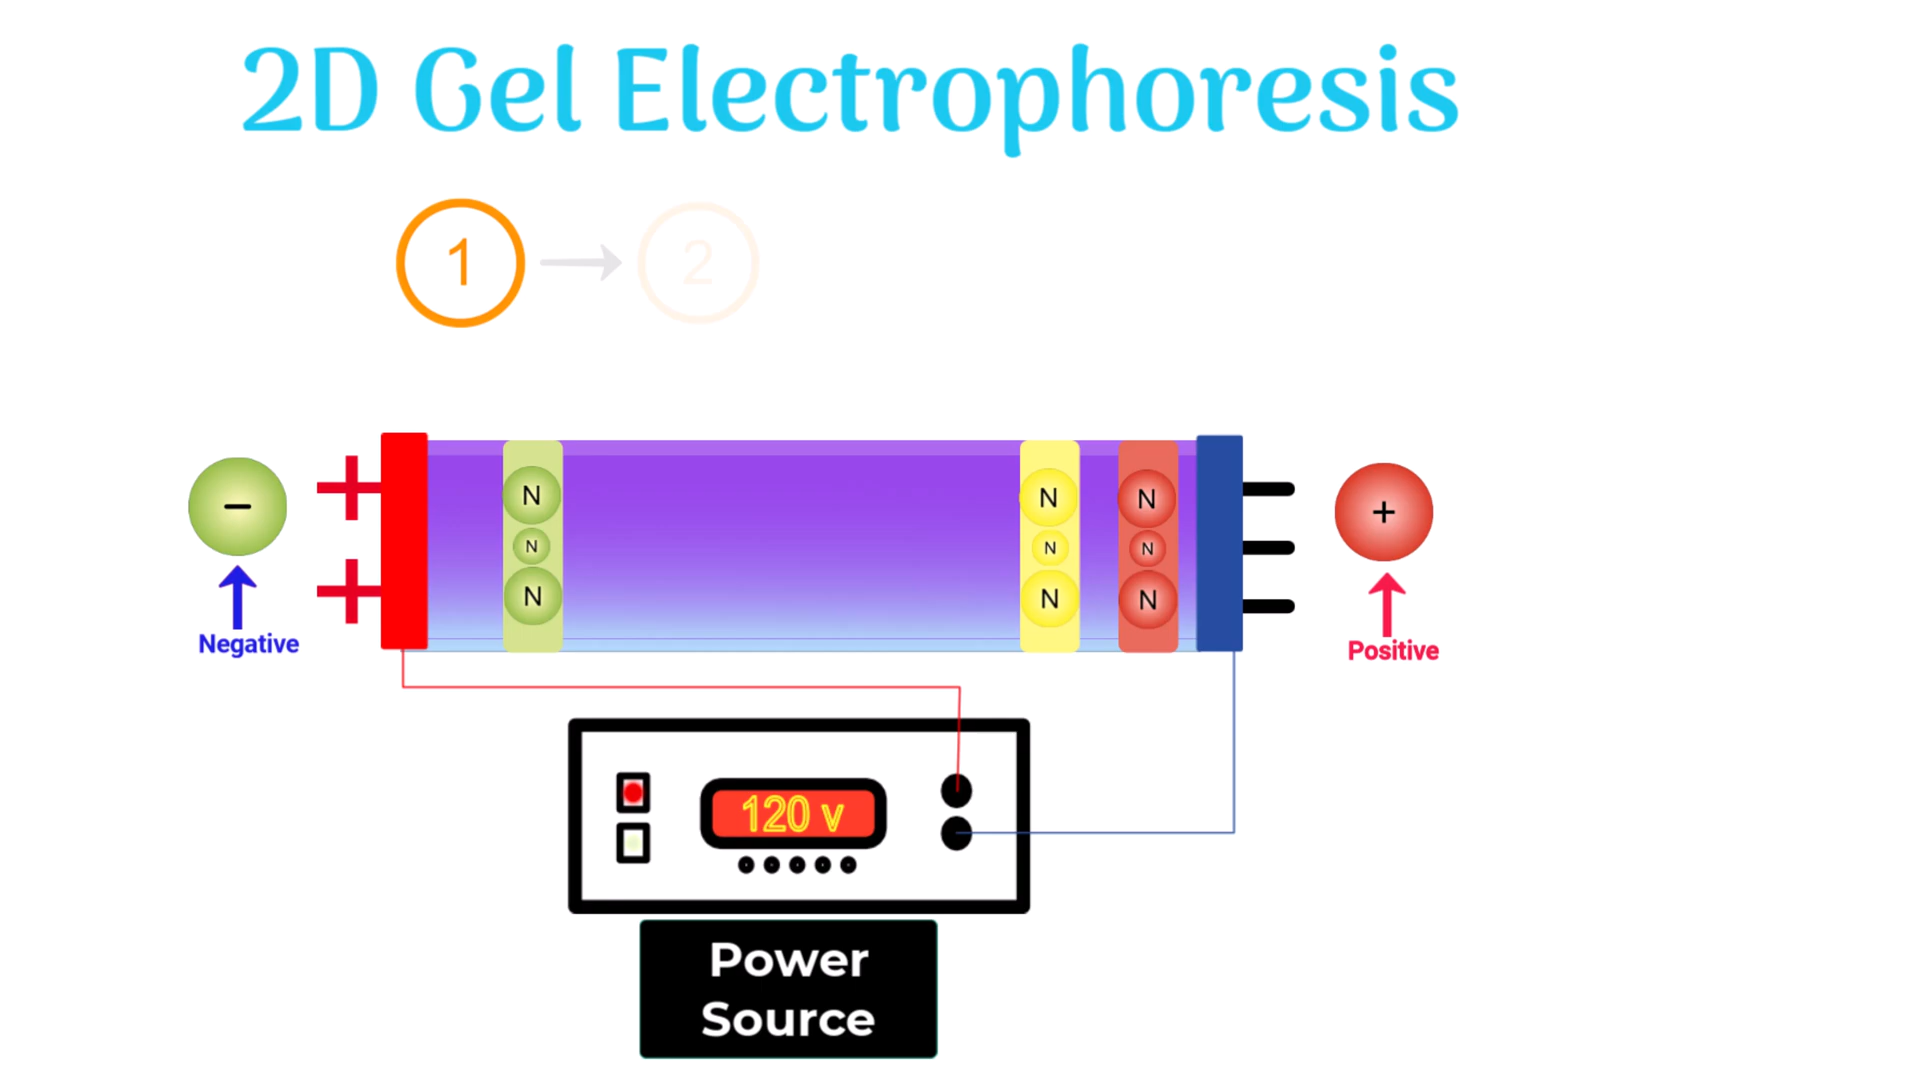 2D Gel Electrophoresis
1
2
N N N
N N N
N N N
− +
Negative
Positive
120 v
Power
Source